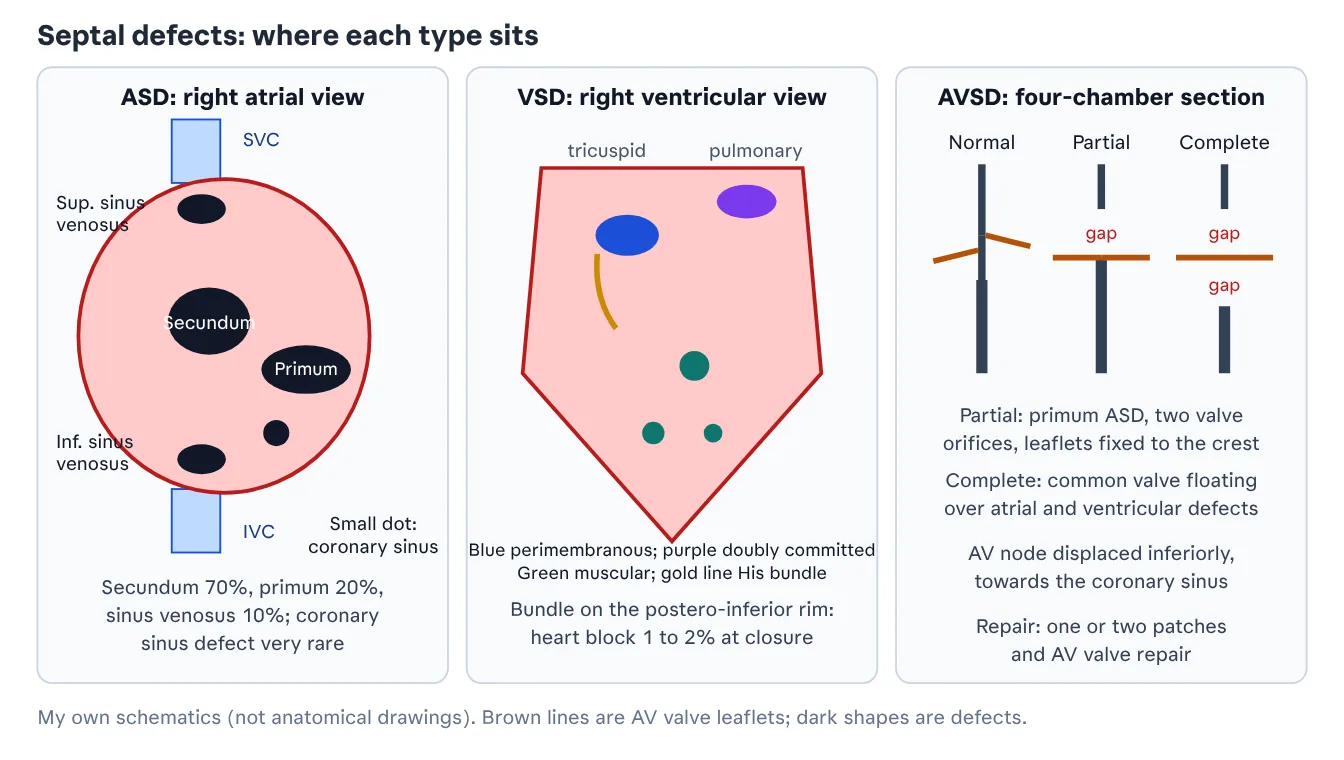 Septal defects: where each type sits
ASD: right atrial view
SVC
Sup. sinus
venosus
Secundum
Primum
Inf. sinus
venosus
IVC
Small dot:
coronary sinus
Secundum 70%, primum 20%,
sinus venosus 10%; coronary
sinus defect very rare
VSD: right ventricular view
tricuspid
pulmonary
Blue perimembranous; purple doubly committed
Green muscular; gold line His bundle
Bundle on the postero-inferior rim:
heart block 1 to 2% at closure
AVSD: four-chamber section
Normal
Partial
Complete
gap
gap
gap
Partial: primum ASD, two valve
orifices, leaflets fixed to the crest
Complete: common valve floating
over atrial and ventricular defects
AV node displaced inferiorly,
towards the coronary sinus
Repair: one or two patches
and AV valve repair
My own schematics (not anatomical drawings). Brown lines are AV valve leaflets; dark shapes are defects.